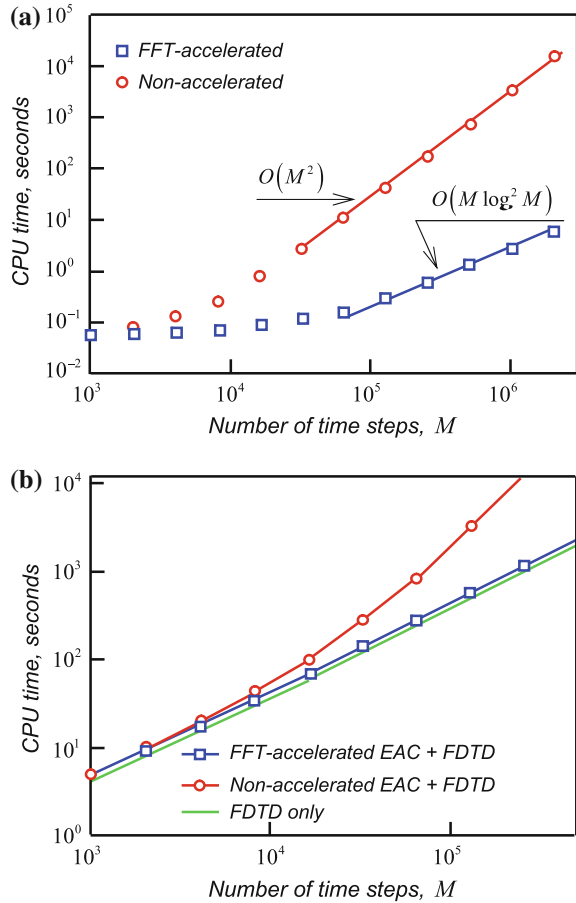 (a)
10^5
10^4
10^3
10^2
10^1
10^0
10^-1
10^-2
CPU time, seconds
FFT-accelerated
Non-accelerated
O(M^2)
O(M log^2 M)
10^3
10^4
10^5
10^6
Number of time steps, M
(b)
10^4
10^3
10^2
10^1
10^0
CPU time, seconds
FFT-accelerated EAC + FDTD
Non-accelerated EAC + FDTD
FDTD only
10^3
10^4
10^5
Number of time steps, M